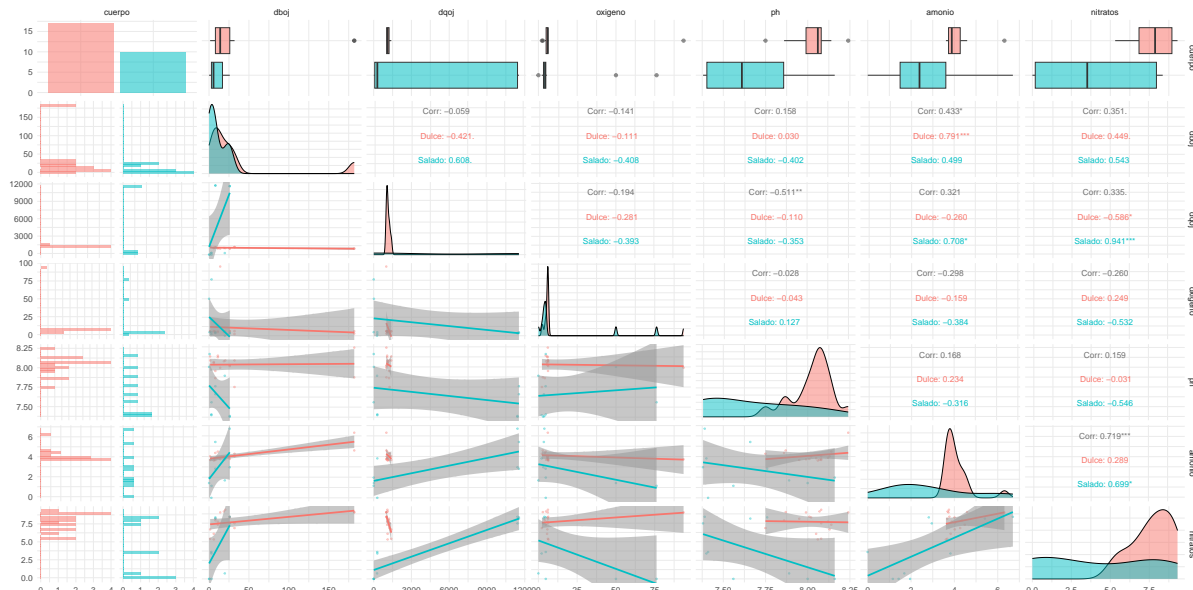 cuerpo dboj dqoj oxigeno ph amonio nitratos
15
10
5
0
cuerpo
150
100
50
0
Corr: −0.059 Corr: −0.141 Corr: 0.158 Corr: 0.433* Corr: 0.351.
Dulce: −0.421. Dulce: −0.111 Dulce: 0.030 Dulce: 0.791*** Dulce: 0.449.
Salado: 0.608. Salado: −0.408 Salado: −0.402 Salado: 0.499 Salado: 0.543
dboj
12000
9000
6000
3000
0
Corr: −0.194 Corr: −0.511** Corr: 0.321 Corr: 0.335.
Dulce: −0.281 Dulce: −0.110 Dulce: −0.260 Dulce: −0.586*
Salado: −0.393 Salado: −0.353 Salado: 0.708* Salado: 0.941***
dqoj
100
75
50
25
0
Corr: −0.028 Corr: −0.298 Corr: −0.260
Dulce: −0.043 Dulce: −0.159 Dulce: 0.249
Salado: 0.127 Salado: −0.384 Salado: −0.532
oxigeno
8.25
8.00
7.75
7.50
Corr: 0.168 Corr: 0.159
Dulce: 0.234 Dulce: −0.031
Salado: −0.316 Salado: −0.546
ph
6
4
2
0
Corr: 0.719***
Dulce: 0.289
Salado: 0.699*
amonio
7.5
5.0
2.5
0.0
nitratos
0 1 2 3 4 0 1 2 3 4 0 50 100 150 0 3000 6000 9000 12000 0 25 50 75 100 7.50 7.75 8.00 8.25 0 2 4 6 0.0 2.5 5.0 7.5